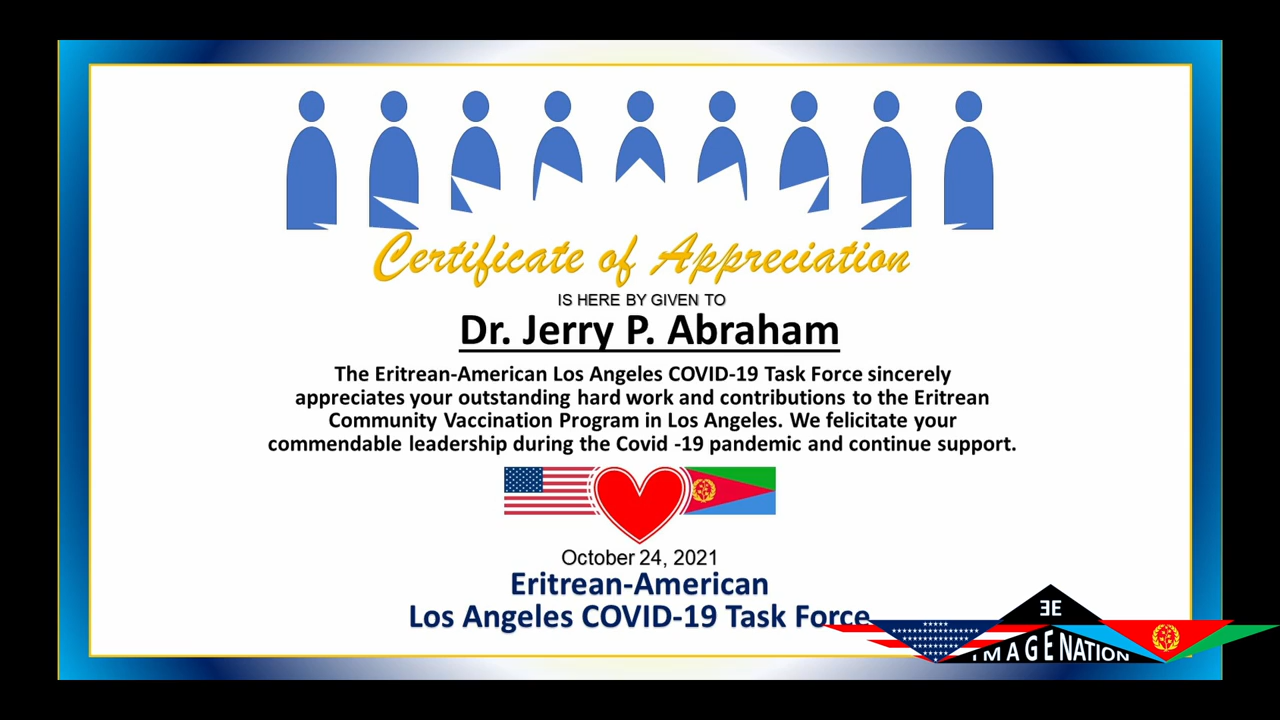 Certificate of Appreciation
IS HERE BY GIVEN TO
Dr. Jerry P. Abraham
The Eritrean-American Los Angeles COVID-19 Task Force sincerely
appreciates your outstanding hard work and contributions to the Eritrean
Community Vaccination Program in Los Angeles. We felicitate your
commendable leadership during the Covid -19 pandemic and continue support.
October 24, 2021
Eritrean-American
Los Angeles COVID-19 Task Force
ƎE
IMAGENATION